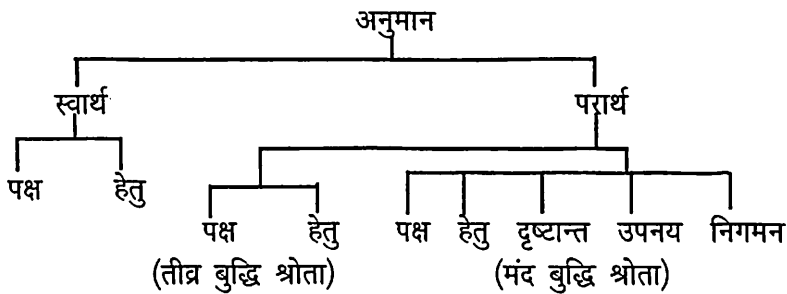 अनुमान
स्वार्थ परार्थ
पक्ष हेतु
पक्ष हेतु पक्ष हेतु दृष्टान्त उपनय निगमन
(तीव्र बुद्धि श्रोता) (मंद बुद्धि श्रोता)